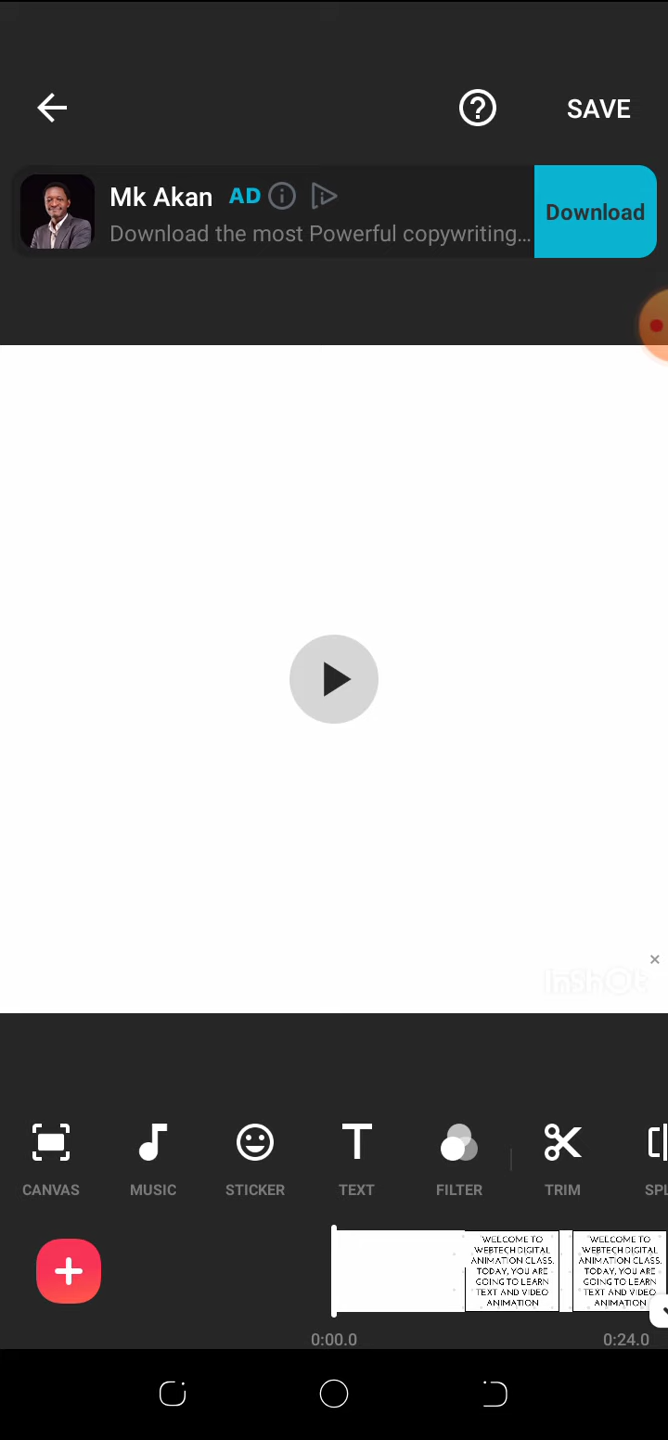 SAVE
Mk Akan AD
Download the most Powerful copywriting...
Download
InShOt
CANVAS MUSIC STICKER TEXT FILTER TRIM SPL
WELCOME TO
WEBTECH DIGITAL
ANIMATION CLASS.
TODAY, YOU ARE
GOING TO LEARN
TEXT AND VIDEO
ANIMATION
WELCOME TO
WEBTECH DIGITAL
ANIMATION CLASS.
TODAY, YOU ARE
GOING TO LEARN
TEXT AND VIDEO
ANIMATION
0:00.0 0:24.0